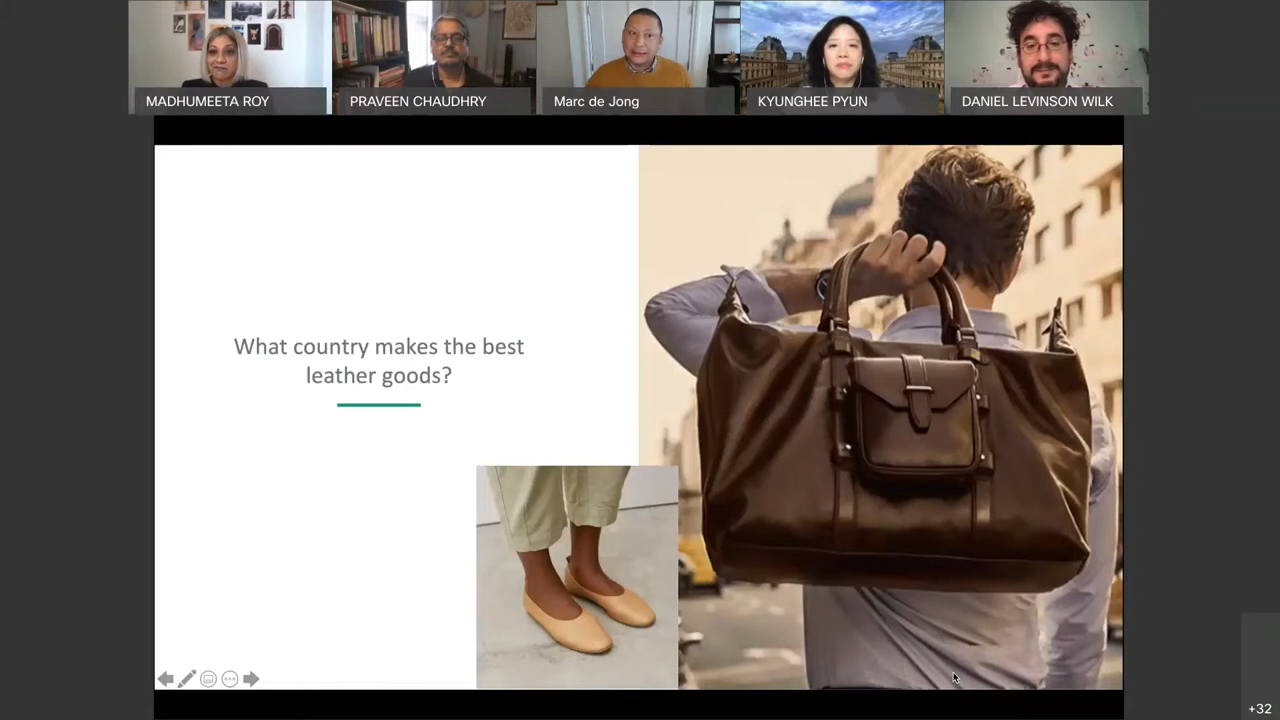 MADHUMEETA ROY
PRAVEEN CHAUDHRY
Marc de Jong
KYUNGHEE PYUN
DANIEL LEVINSON WILK
What country makes the best
leather goods?
+32